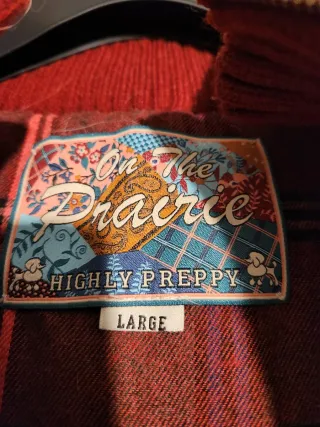 On The
Prairie
HIGHLY PREPPY
LARGE